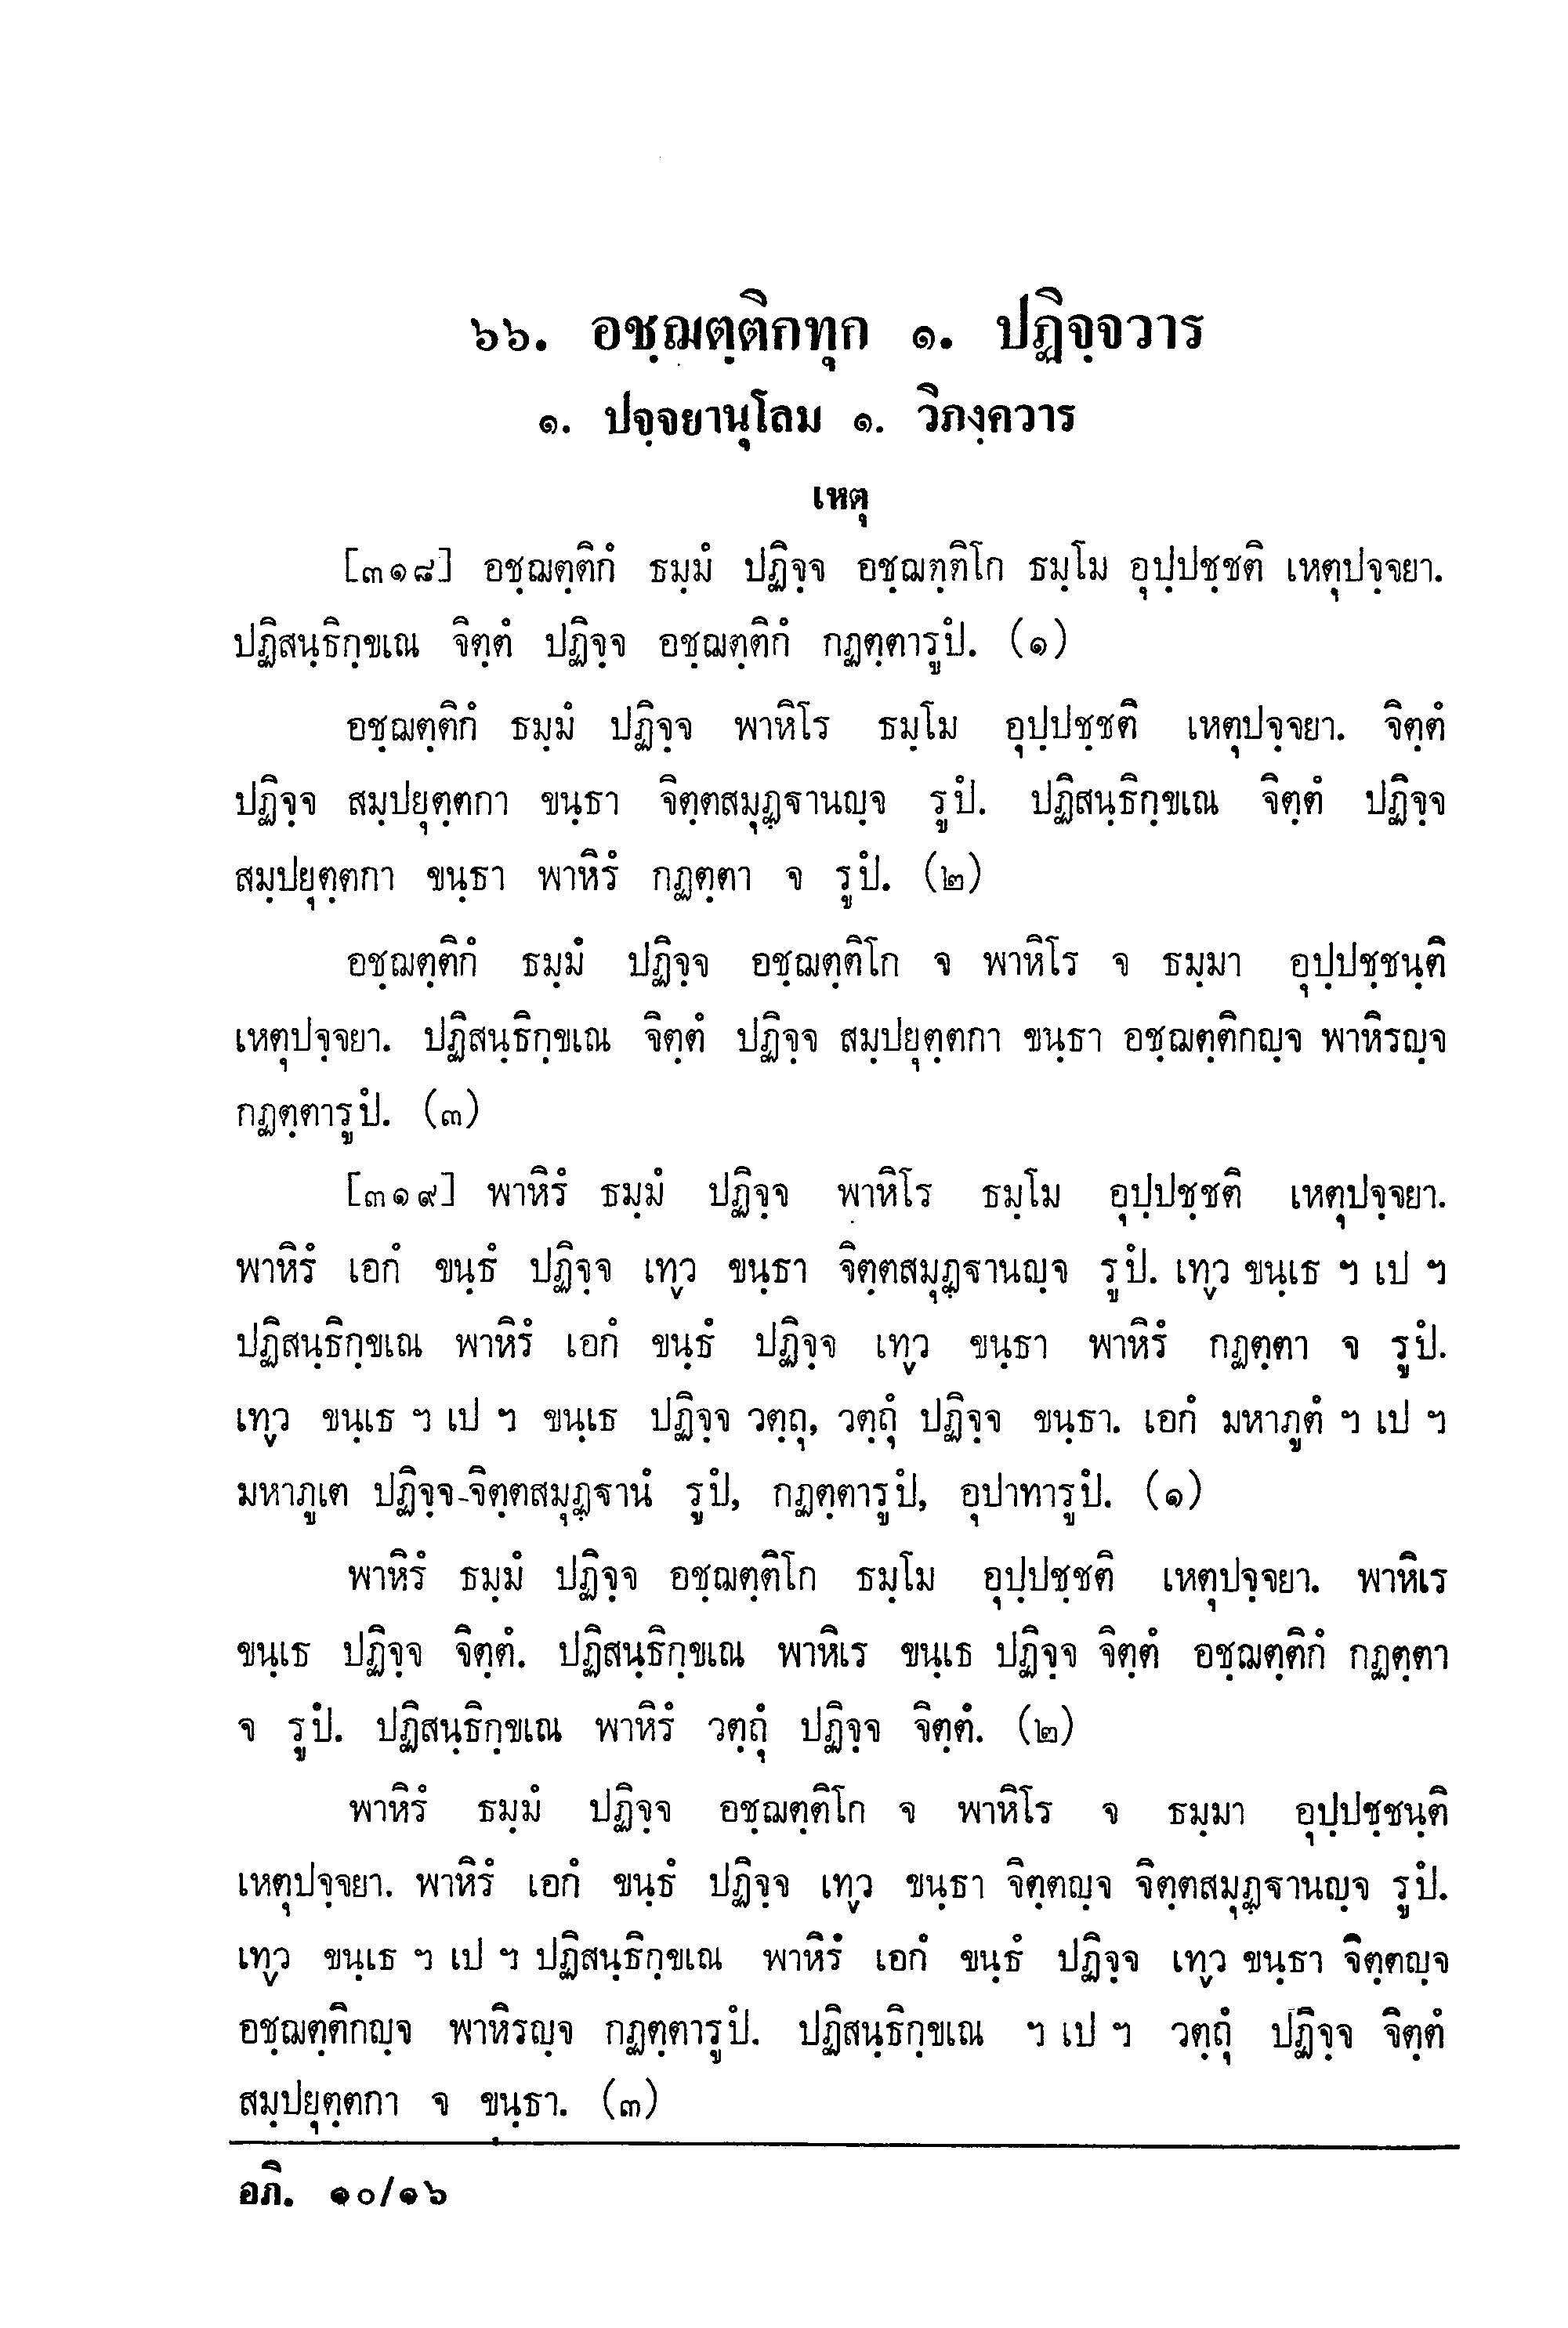 ๖๖. อชฺฌตฺติกทุก ๑. ปฏิจฺจวาร
๑. ปจฺจยานุโลม ๑. วิภงฺควาร
เหตุ
[๓๑๘] อชฺฌตฺติกํ ธมฺมํ ปฏิจฺจ อชฺฌตฺติโก ธมฺโม อุปฺปชฺชติ เหตุปจฺจยา.
ปฏิสนฺธิกฺขเณ จิตฺตํ ปฏิจฺจ อชฺฌตฺติกํ กฏตฺตารูปํ. (๑)
อชฺฌตฺติกํ ธมฺมํ ปฏิจฺจ พาหิโร ธมฺโม อุปฺปชฺชติ เหตุปจฺจยา. จิตฺตํ
ปฏิจฺจ สมฺปยุตฺตกา ขนฺธา จิตฺตสมุฏฺฐานญฺจ รูปํ. ปฏิสนฺธิกฺขเณ จิตฺตํ ปฏิจฺจ
สมฺปยุตฺตกา ขนฺธา พาหิรํ กฏตฺตา จ รูปํ. (๒)
อชฺฌตฺติกํ ธมฺมํ ปฏิจฺจ อชฺฌตฺติโก จ พาหิโร จ ธมฺมา อุปฺปชฺชนฺติ
เหตุปจฺจยา. ปฏิสนฺธิกฺขเณ จิตฺตํ ปฏิจฺจ สมฺปยุตฺตกา ขนฺธา อชฺฌตฺติกญฺจ พาหิรญฺจ
กฏตฺตารูปํ. (๓)
[๓๑๙] พาหิรํ ธมฺมํ ปฏิจฺจ พาหิโร ธมฺโม อุปฺปชฺชติ เหตุปจฺจยา.
พาหิรํ เอกํ ขนฺธํ ปฏิจฺจ เทฺว ขนฺธา จิตฺตสมุฏฺฐานญฺจ รูปํ. เทฺว ขนฺเธ ฯ เป ฯ
ปฏิสนฺธิกฺขเณ พาหิรํ เอกํ ขนฺธํ ปฏิจฺจ เทฺว ขนฺธา พาหิรํ กฏตฺตา จ รูปํ.
เทฺว ขนฺเธ ฯ เป ฯ ขนฺเธ ปฏิจฺจ วตฺถุ, วตฺถุํ ปฏิจฺจ ขนฺธา. เอกํ มหาภูตํ ฯ เป ฯ
มหาภูเต ปฏิจฺจ-จิตฺตสมุฏฺฐานํ รูปํ, กฏตฺตารูปํ, อุปาทารูปํ. (๑)
พาหิรํ ธมฺมํ ปฏิจฺจ อชฺฌตฺติโก ธมฺโม อุปฺปชฺชติ เหตุปจฺจยา. พาหิเร
ขนฺเธ ปฏิจฺจ จิตฺตํ. ปฏิสนฺธิกฺขเณ พาหิเร ขนฺเธ ปฏิจฺจ จิตฺตํ อชฺฌตฺติกํ กฏตฺตา
จ รูปํ. ปฏิสนฺธิกฺขเณ พาหิรํ วตฺถุํ ปฏิจฺจ จิตฺตํ. (๒)
พาหิรํ ธมฺมํ ปฏิจฺจ อชฺฌตฺติโก จ พาหิโร จ ธมฺมา อุปฺปชฺชนฺติ
เหตุปจฺจยา. พาหิรํ เอกํ ขนฺธํ ปฏิจฺจ เทฺว ขนฺธา จิตฺตญฺจ จิตฺตสมุฏฺฐานญฺจ รูปํ.
เทฺว ขนฺเธ ฯ เป ฯ ปฏิสนฺธิกฺขเณ พาหิรํ เอกํ ขนฺธํ ปฏิจฺจ เทฺว ขนฺธา จิตฺตญฺจ
อชฺฌตฺติกญฺจ พาหิรญฺจ กฏตฺตารูปํ. ปฏิสนฺธิกฺขเณ ฯ เป ฯ วตฺถุํ ปฏิจฺจ จิตฺตํ
สมฺปยุตฺตกา จ ขนฺธา. (๓)
อภิ. ๑๐/๑๖